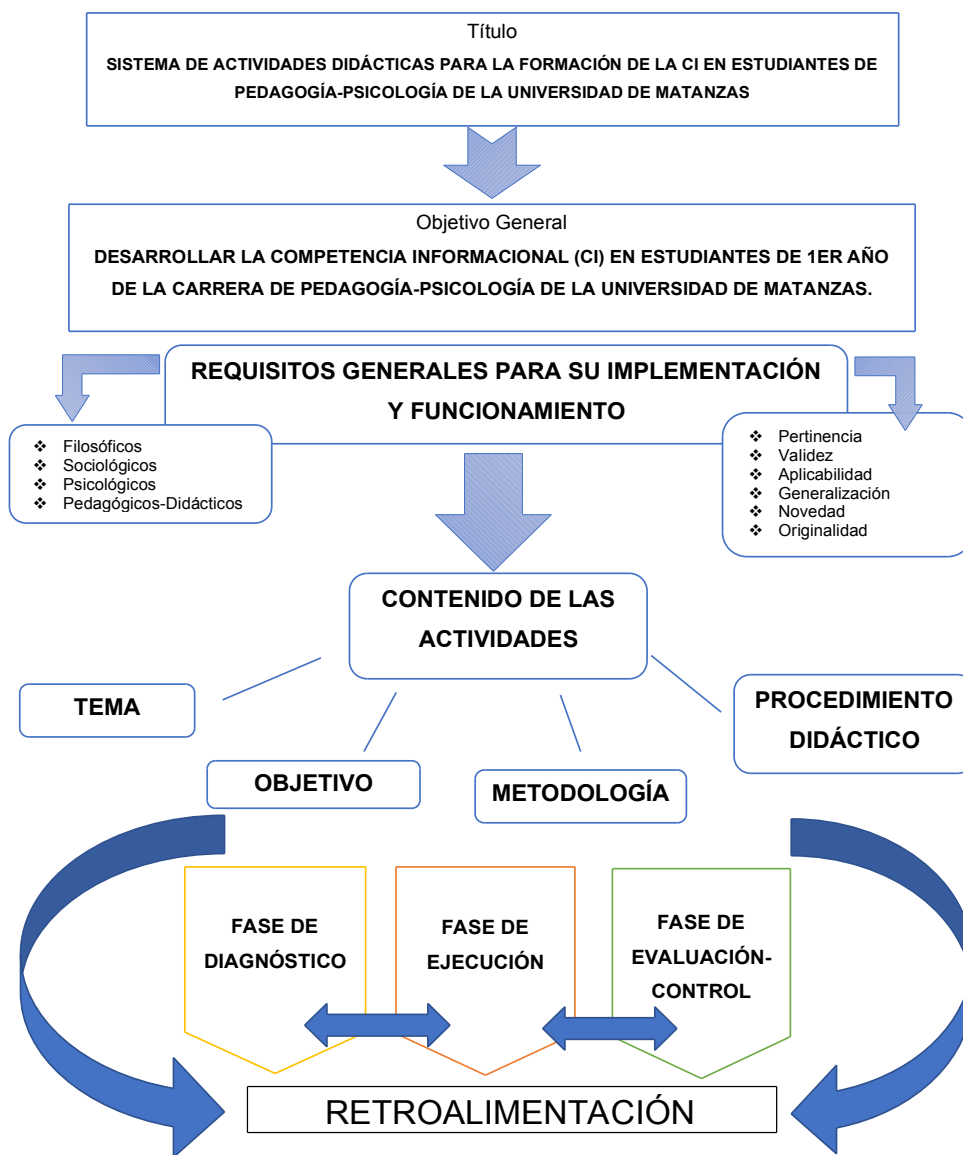 Título
SISTEMA DE ACTIVIDADES DIDÁCTICAS PARA LA FORMACIÓN DE LA CI EN ESTUDIANTES DE
PEDAGOGÍA-PSICOLOGÍA DE LA UNIVERSIDAD DE MATANZAS
Objetivo General
DESARROLLAR LA COMPETENCIA INFORMACIONAL (CI) EN ESTUDIANTES DE 1ER AÑO
DE LA CARRERA DE PEDAGOGÍA-PSICOLOGÍA DE LA UNIVERSIDAD DE MATANZAS.
REQUISITOS GENERALES PARA SU IMPLEMENTACIÓN
Y FUNCIONAMIENTO
❖ Filosóficos
❖ Sociológicos
❖ Psicológicos
❖ Pedagógicos-Didácticos
❖ Pertinencia
❖ Validez
❖ Aplicabilidad
❖ Generalización
❖ Novedad
❖ Originalidad
CONTENIDO DE LAS
ACTIVIDADES
TEMA
OBJETIVO
METODOLOGÍA
PROCEDIMIENTO
DIDÁCTICO
FASE DE
DIAGNÓSTICO
FASE DE
EJECUCIÓN
FASE DE
EVALUACIÓN-
CONTROL
RETROALIMENTACIÓN